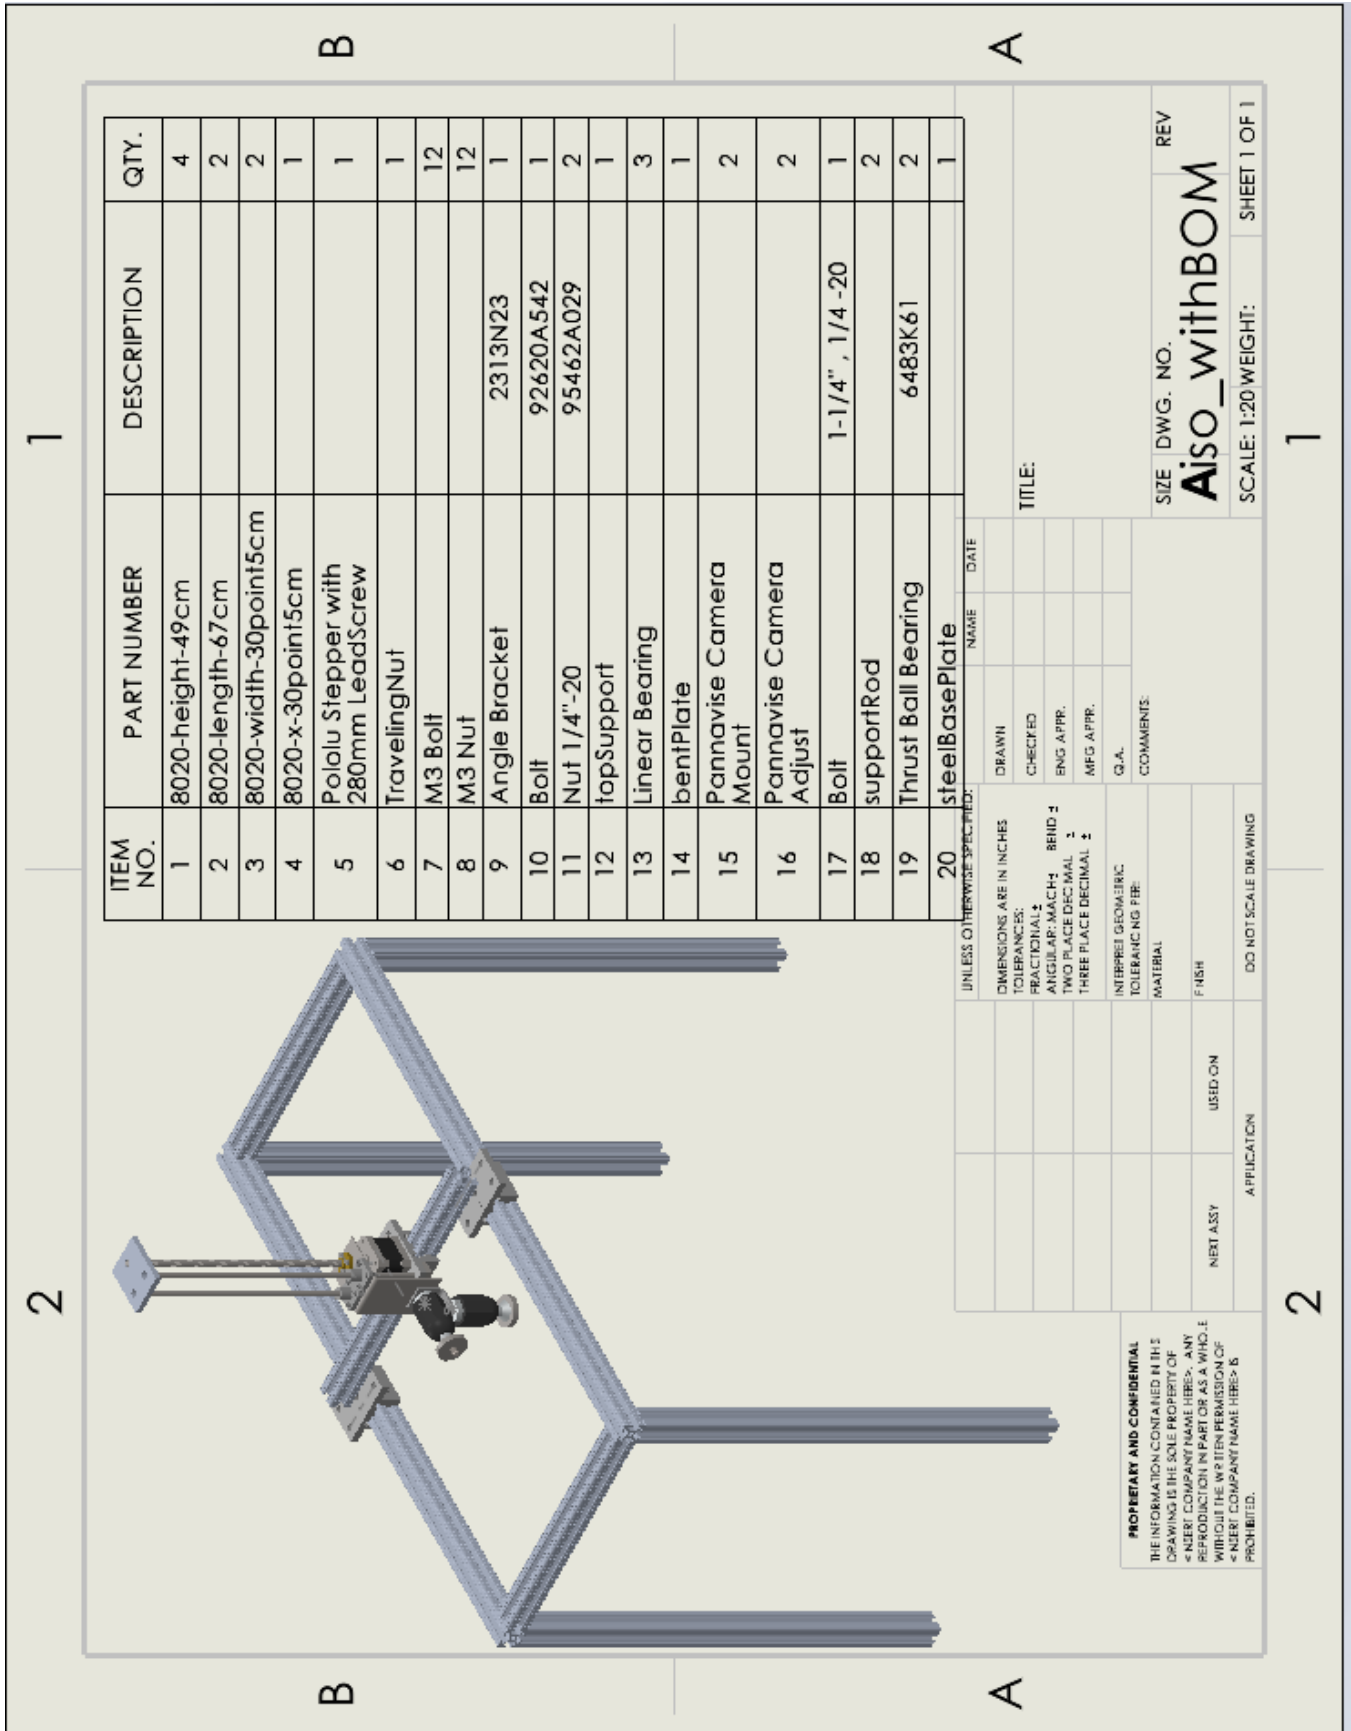 2
1
B
B
A
A
2
1
ITEM NO. PART NUMBER DESCRIPTION QTY.
1 8020-height-49cm 4
2 8020-length-67cm 2
3 8020-width-30point5cm 2
4 8020-x-30point5cm 1
5 Pololu Stepper with 280mm LeadScrew 1
6 TravelingNut 1
7 M3 Bolt 12
8 M3 Nut 12
9 Angle Bracket 2313N23 1
10 Bolt 92620A542 1
11 Nut 1/4"-20 95462A029 2
12 topSupport 1
13 Linear Bearing 3
14 bentPlate 1
15 Pannavise Camera Mount 2
16 Pannavise Camera Adjust 2
17 Bolt 1-1/4" , 1/4 -20 1
18 supportRod 2
19 Thrust Ball Bearing 6483K61 2
20 steelBasePlate 1
PROPRIETARY AND CONFIDENTIAL
THE INFORMATION CONTAINED IN THIS
DRAWING IS THE SOLE PROPERTY OF
<INSERT COMPANY NAME HERE>. ANY
REPRODUCTION IN PART OR AS A WHOLE
WITHOUT THE WRITTEN PERMISSION OF
<INSERT COMPANY NAME HERE> IS
PROHIBITED.
NEXT ASSY
USED ON
APPLICATION
UNLESS OTHERWISE SPECIFIED:
DIMENSIONS ARE IN INCHES
TOLERANCES:
FRACTIONAL ±
ANGULAR: MACH± BEND ±
TWO PLACE DECIMAL ±
THREE PLACE DECIMAL ±
INTERPRET GEOMETRIC
TOLERANCING PER:
MATERIAL
FINISH
DO NOT SCALE DRAWING
NAME DATE
DRAWN
CHECKED
ENG APPR.
MFG APPR.
Q.A.
COMMENTS:
TITLE:
SIZE DWG. NO. REV
Aiso_withBOM
SCALE: 1:20 WEIGHT: SHEET 1 OF 1